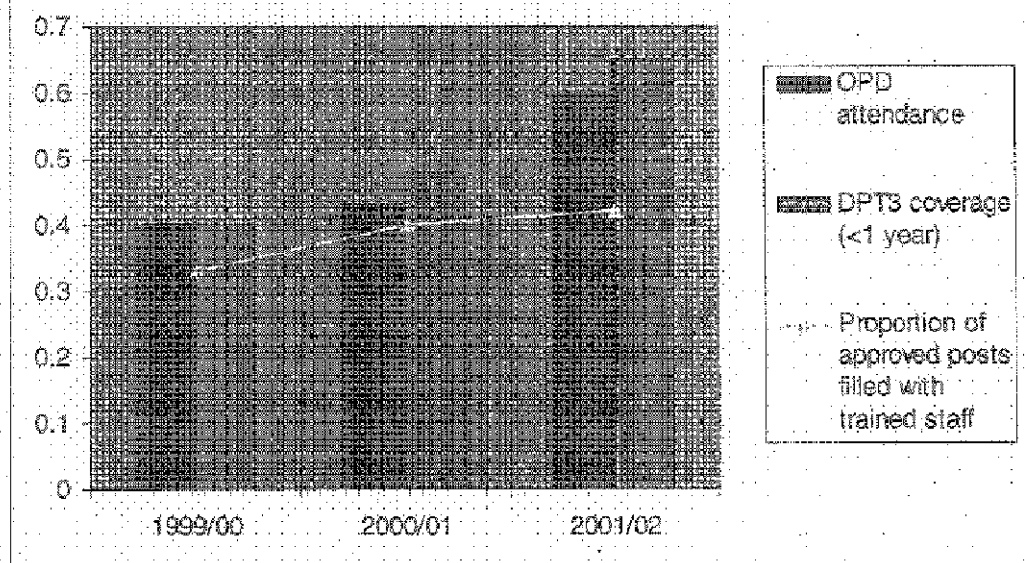 0.7
0.6
0.5
0.4
0.3
0.2
0.1
0
1999/00 2000/01 2001/02
OPD
attendance
DPT3 coverage
(<1 year)
Proportion of
approved posts
filled with
trained staff